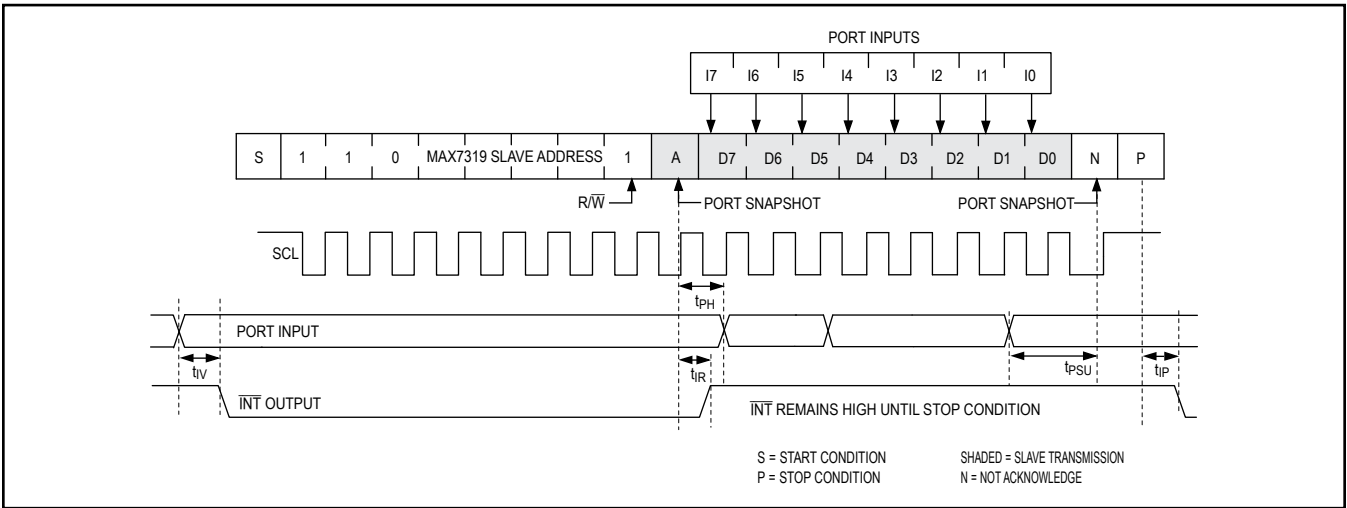 PORT INPUTS
I7 I6 I5 I4 I3 I2 I1 I0
S 1 1 0 MAX7319 SLAVE ADDRESS 1 A D7 D6 D5 D4 D3 D2 D1 D0 N P
R/W̅ PORT SNAPSHOT PORT SNAPSHOT
SCL
tPH
PORT INPUT
tIV tIR tPSU tIP
I̅N̅T̅ OUTPUT I̅N̅T̅ REMAINS HIGH UNTIL STOP CONDITION
S = START CONDITION SHADED = SLAVE TRANSMISSION
P = STOP CONDITION N = NOT ACKNOWLEDGE